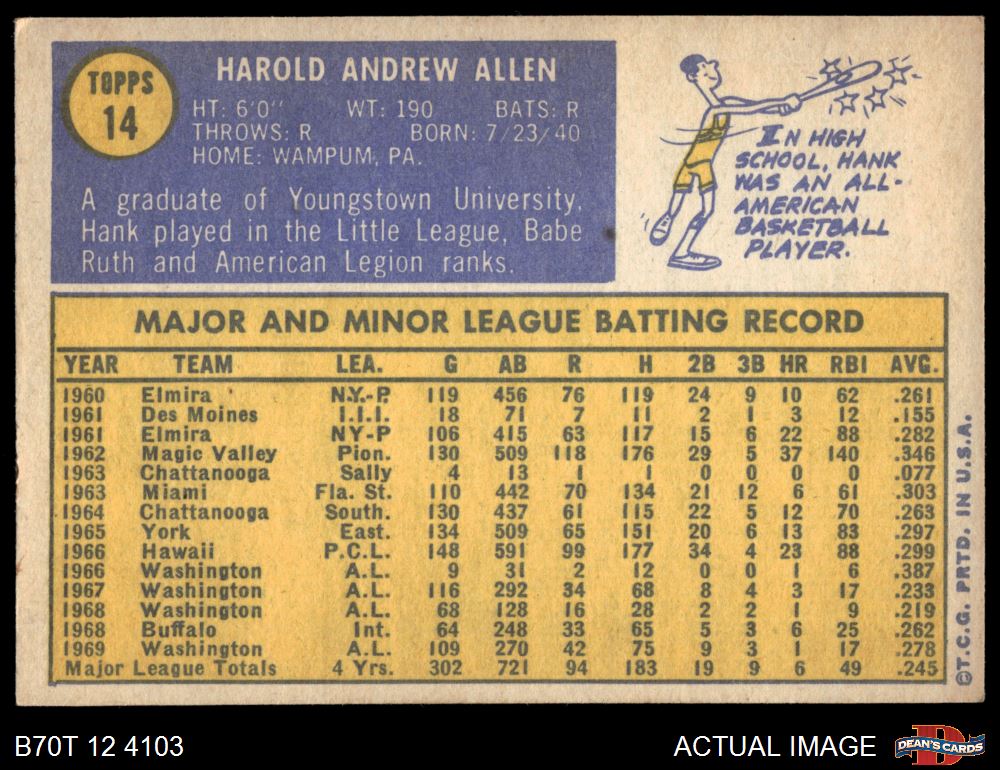 TOPPS
14
HAROLD ANDREW ALLEN
HT: 6'0" WT: 190 BATS: R
THROWS: R BORN: 7/23/40
HOME: WAMPUM, PA.
A graduate of Youngstown University,
Hank played in the Little League, Babe
Ruth and American Legion ranks.
IN HIGH
SCHOOL, HANK
WAS AN ALL-
AMERICAN
BASKETBALL
PLAYER.
MAJOR AND MINOR LEAGUE BATTING RECORD
YEAR TEAM LEA. G AB R H 2B 3B HR RBI AVG.
1960 Elmira N.Y.-P. 119 456 76 119 24 9 10 62 .261
1961 Des Moines I.I.I. 18 71 7 11 2 1 3 12 .155
1961 Elmira NY-P 106 415 63 117 15 6 22 88 .282
1962 Magic Valley Pion. 130 509 118 176 29 5 37 140 .346
1963 Chattanooga Sally 4 13 1 1 0 0 0 0 .077
1963 Miami Fla. St. 110 442 70 134 21 12 6 61 .303
1964 Chattanooga South. 130 437 61 115 22 5 12 70 .263
1965 York East. 134 509 65 151 20 6 13 83 .297
1966 Hawaii P.C.L. 148 591 99 177 34 4 23 88 .299
1966 Washington A.L. 9 31 2 12 0 0 1 6 .387
1967 Washington A.L. 116 292 34 68 8 4 3 17 .233
1968 Washington A.L. 68 128 16 28 2 2 1 9 .219
1968 Buffalo Int. 64 248 33 65 5 3 6 25 .262
1969 Washington A.L. 109 270 42 75 9 3 1 17 .278
Major League Totals 4 Yrs. 302 721 94 183 19 9 6 49 .245
©T.C.G. PRTD. IN U.S.A.
B70T 12 4103
ACTUAL IMAGE
D
DEAN'S CARDS